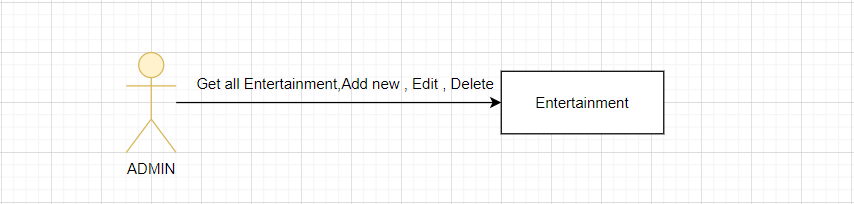 Get all Entertainment,Add new , Edit , Delete
Entertainment
ADMIN